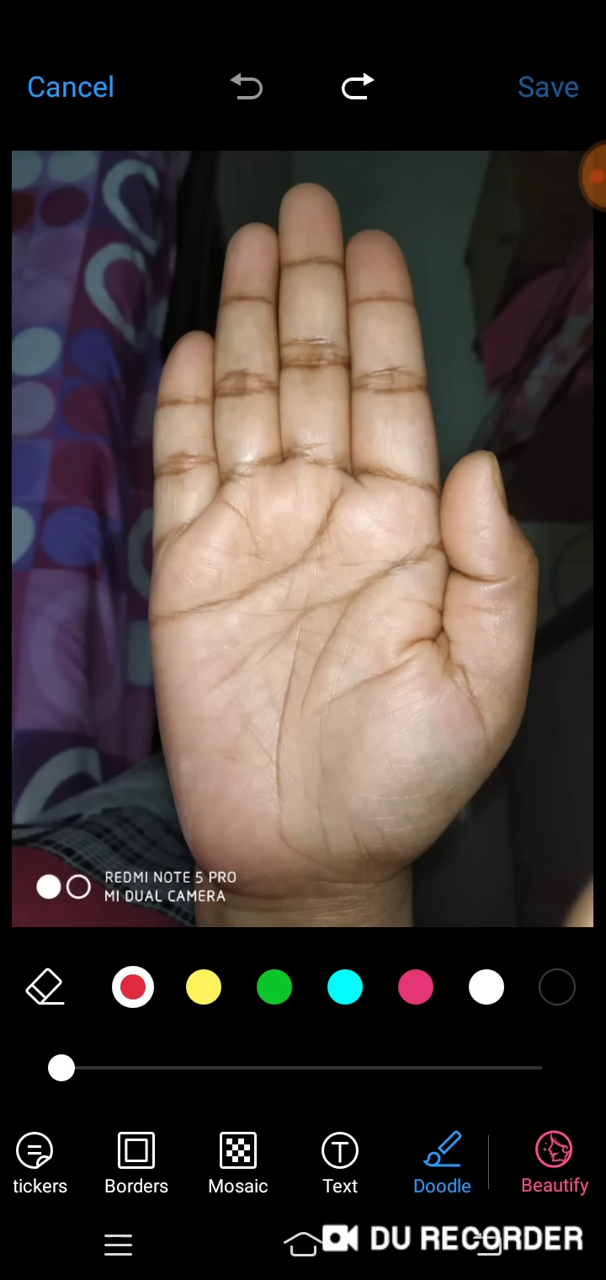 Cancel
Save
REDMI NOTE 5 PRO
MI DUAL CAMERA
tickers
Borders
Mosaic
Text
Doodle
Beautify
DU RECORDER